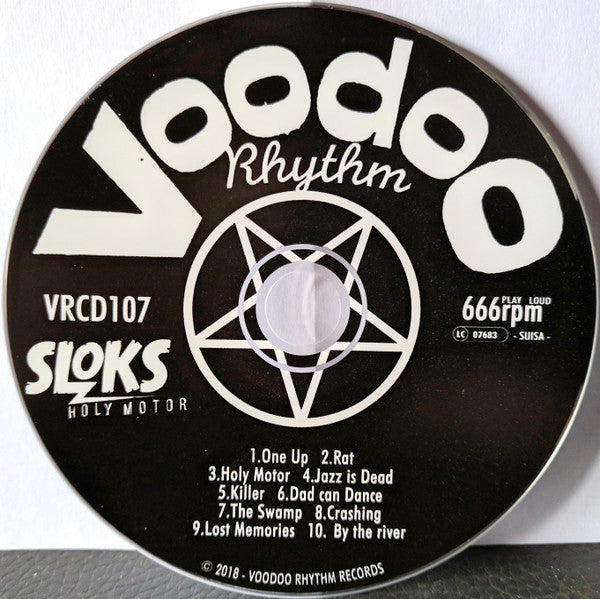 Voodoo
Rhythm
VRCD107
666rpm PLAY LOUD
LC 07683 - SUISA -
SLOKS
HOLY MOTOR
1.One Up 2.Rat
3.Holy Motor 4.Jazz is Dead
5.Killer 6.Dad can Dance
7.The Swamp 8.Crashing
9.Lost Memories 10. By the river
© 2018 - VOODOO RHYTHM RECORDS